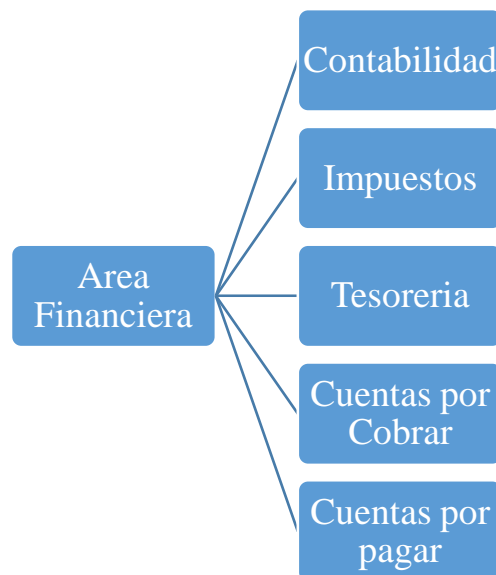 Contabilidad
Impuestos
Area
Financiera
Tesoreria
Cuentas por
Cobrar
Cuentas por
pagar